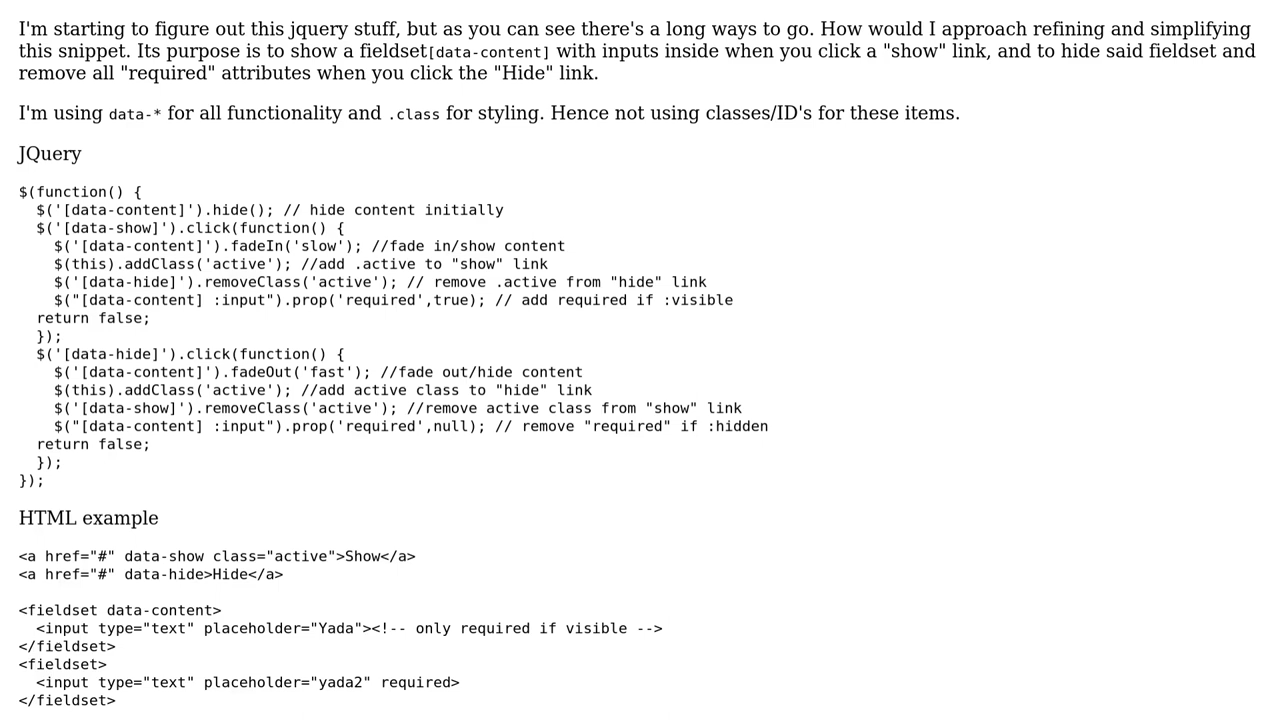 I'm starting to figure out this jquery stuff, but as you can see there's a long ways to go. How would I approach refining and simplifying
this snippet. Its purpose is to show a fieldset[data-content] with inputs inside when you click a "show" link, and to hide said fieldset and
remove all "required" attributes when you click the "Hide" link.
I'm using data-* for all functionality and .class for styling. Hence not using classes/ID's for these items.
JQuery
$(function() {
  $('[data-content]').hide(); // hide content initially
  $('[data-show]').click(function() {
    $('[data-content]').fadeIn('slow'); //fade in/show content
    $(this).addClass('active'); //add .active to "show" link
    $('[data-hide]').removeClass('active'); // remove .active from "hide" link
    $("[data-content] :input").prop('required',true); // add required if :visible
  return false;
  });
  $('[data-hide]').click(function() {
    $('[data-content]').fadeOut('fast'); //fade out/hide content
    $(this).addClass('active'); //add active class to "hide" link
    $('[data-show]').removeClass('active'); //remove active class from "show" link
    $("[data-content] :input").prop('required',null); // remove "required" if :hidden
  return false;
  });
});
HTML example
<a href="#" data-show class="active">Show</a>
<a href="#" data-hide>Hide</a>
<fieldset data-content>
  <input type="text" placeholder="Yada"><!-- only required if visible -->
</fieldset>
<fieldset>
  <input type="text" placeholder="yada2" required>
</fieldset>